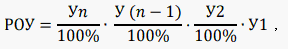 РОУ = Уn/100% · У (n − 1)/100% · У2/100% · У1 ,